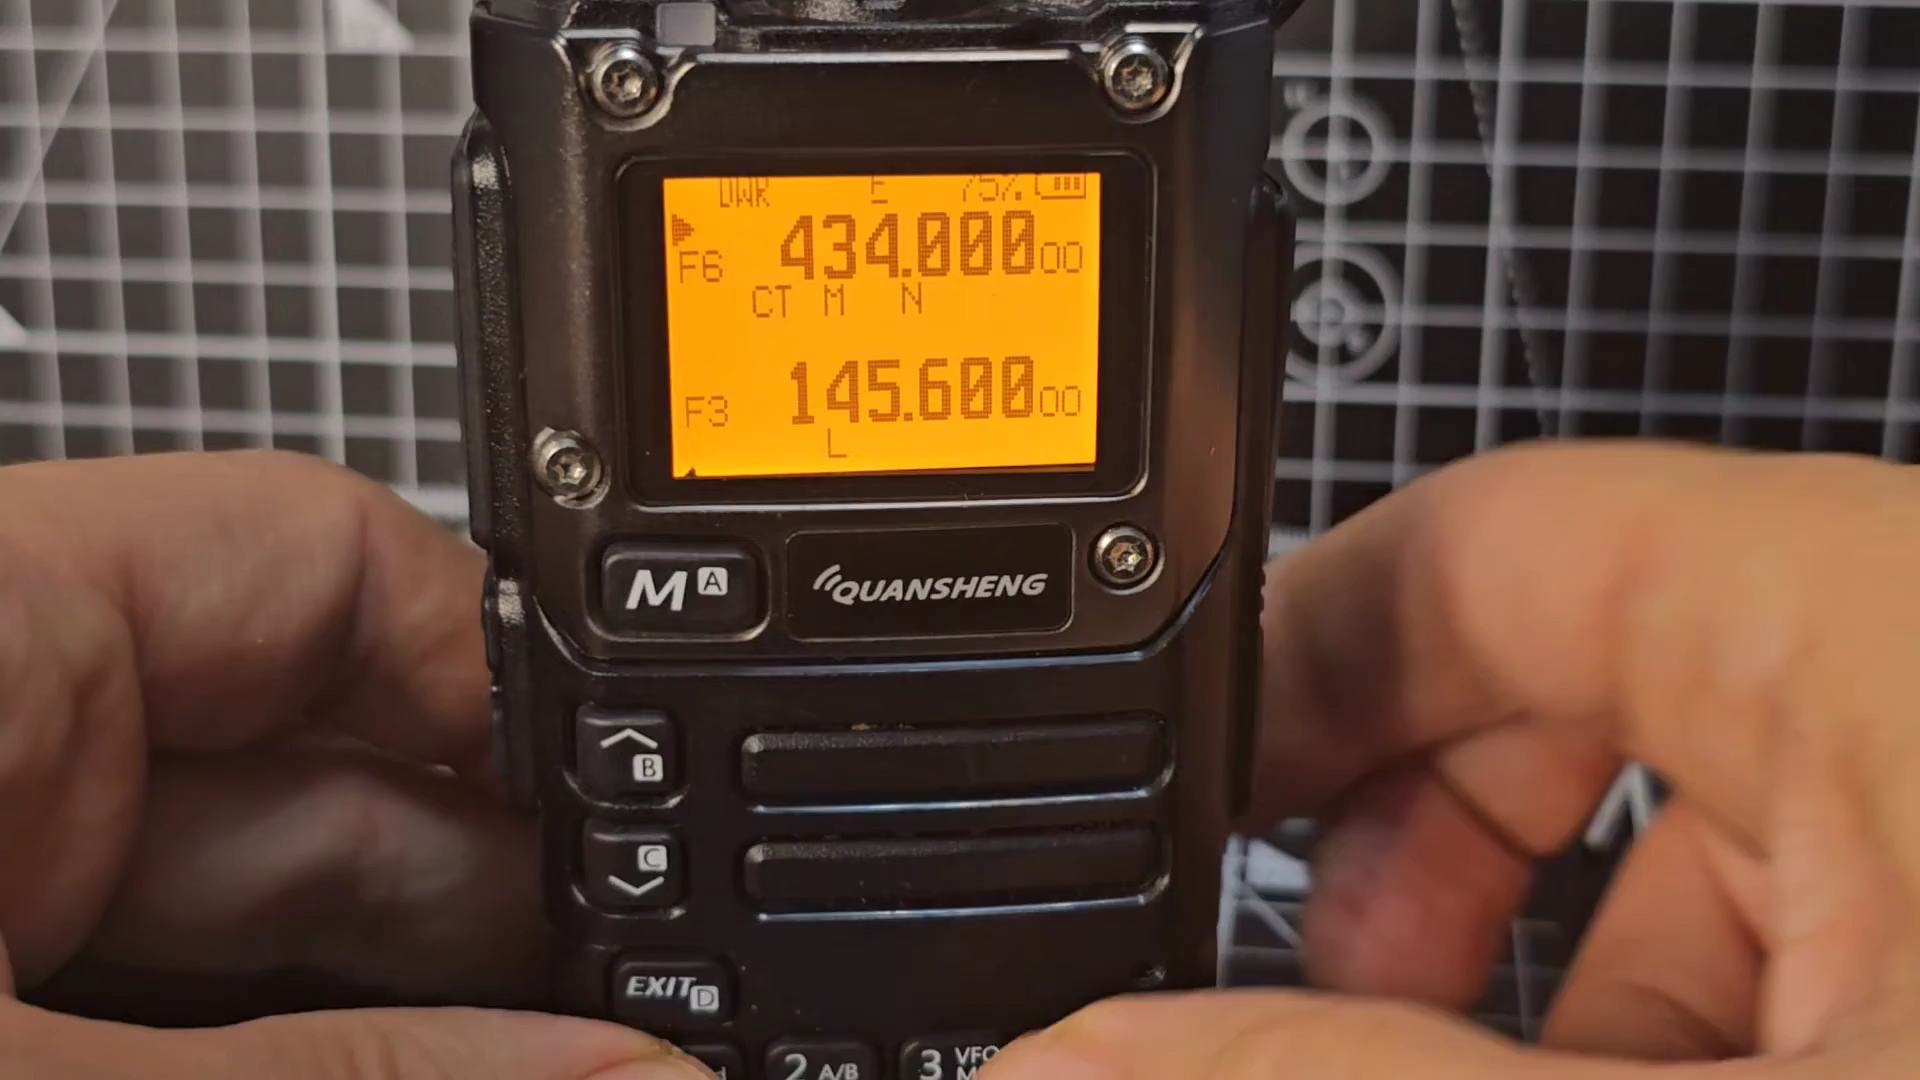 DWR E 75%
434.00000
F6
CT M N
145.60000
F3
L
M A
QUANSHENG
B
C
EXIT D
2 A/B 3 VFO